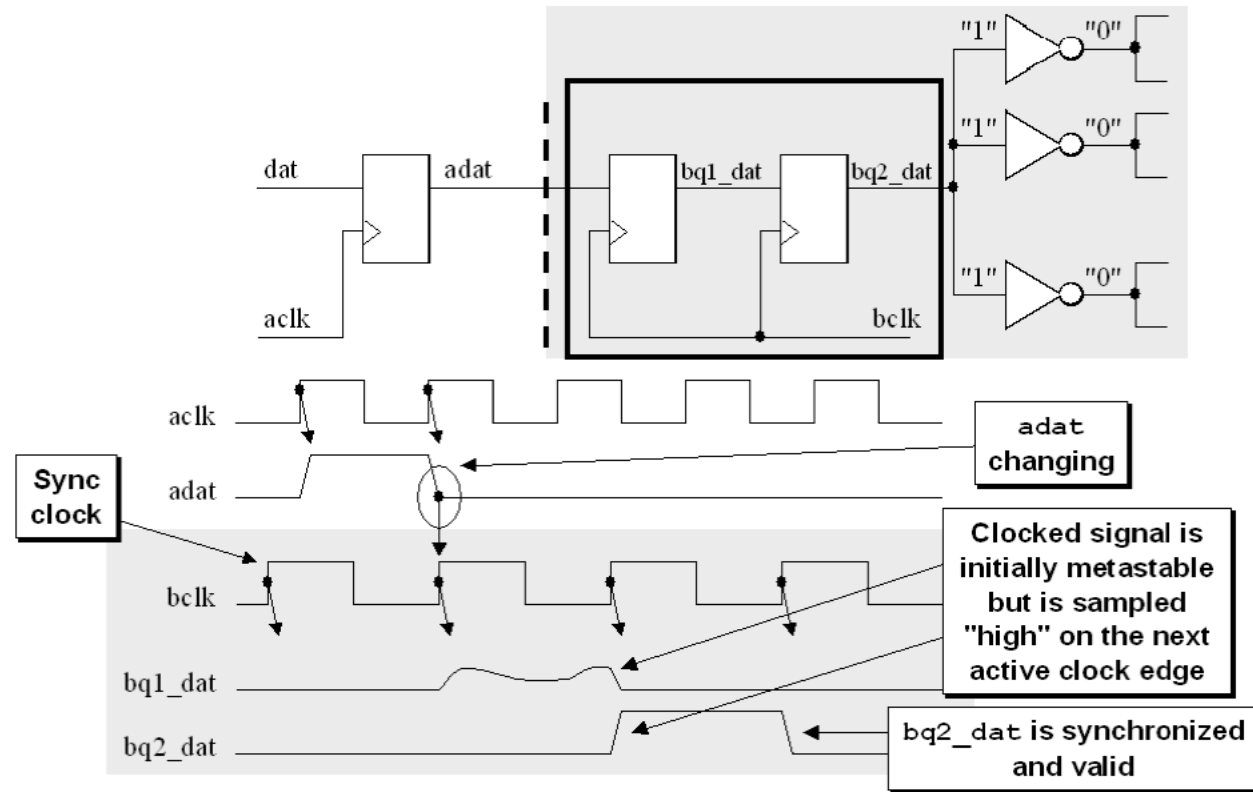 "1" "0"
dat
adat
bq1_dat
bq2_dat
"1" "0"
aclk
bclk
"1" "0"
aclk
adat
changing
Sync
clock
adat
Clocked signal is
initially metastable
but is sampled
"high" on the next
active clock edge
bclk
bq1_dat
bq2_dat
bq2_dat is synchronized
and valid